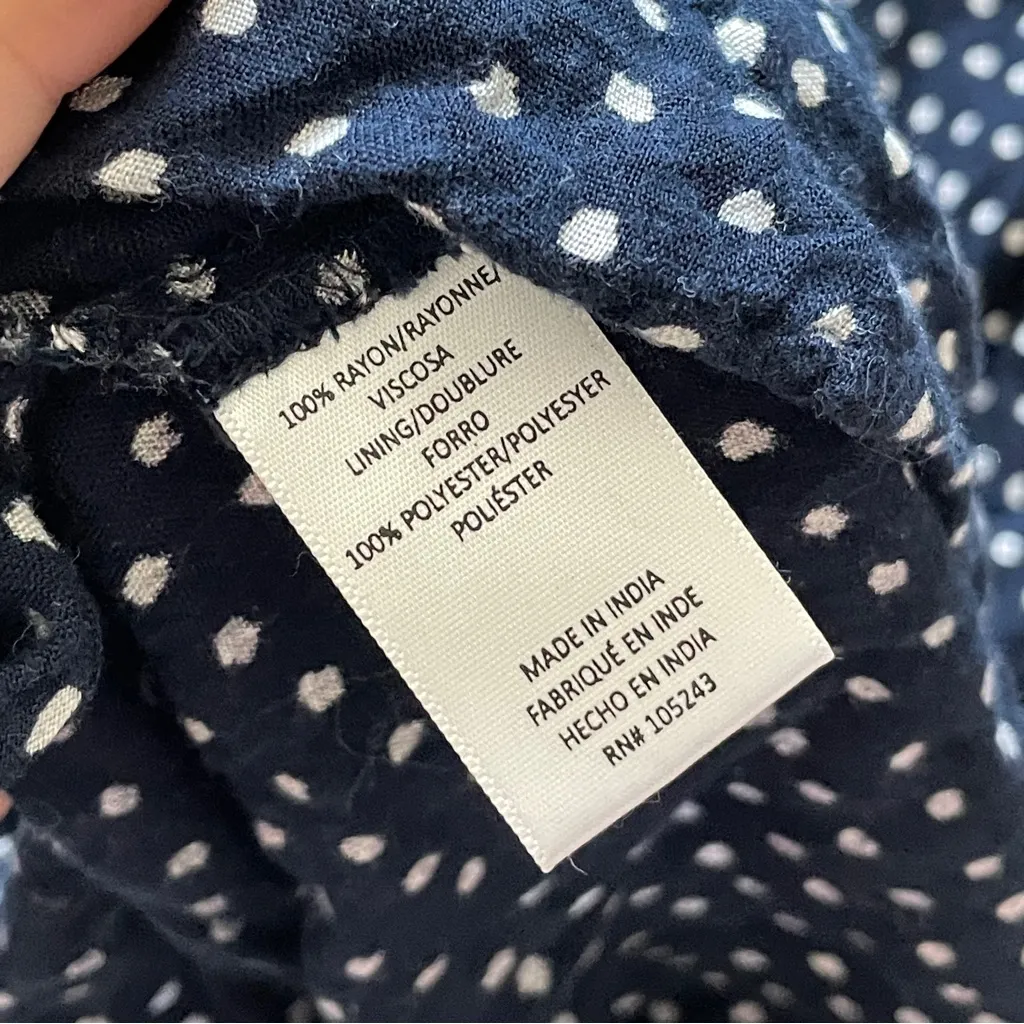 100% RAYON/RAYONNE/
VISCOSA
LINING/DOUBLURE
FORRO
100% POLYESTER/POLYESYER
POLIÉSTER
MADE IN INDIA
FABRIQUÉ EN INDE
HECHO EN INDIA
RN# 105243